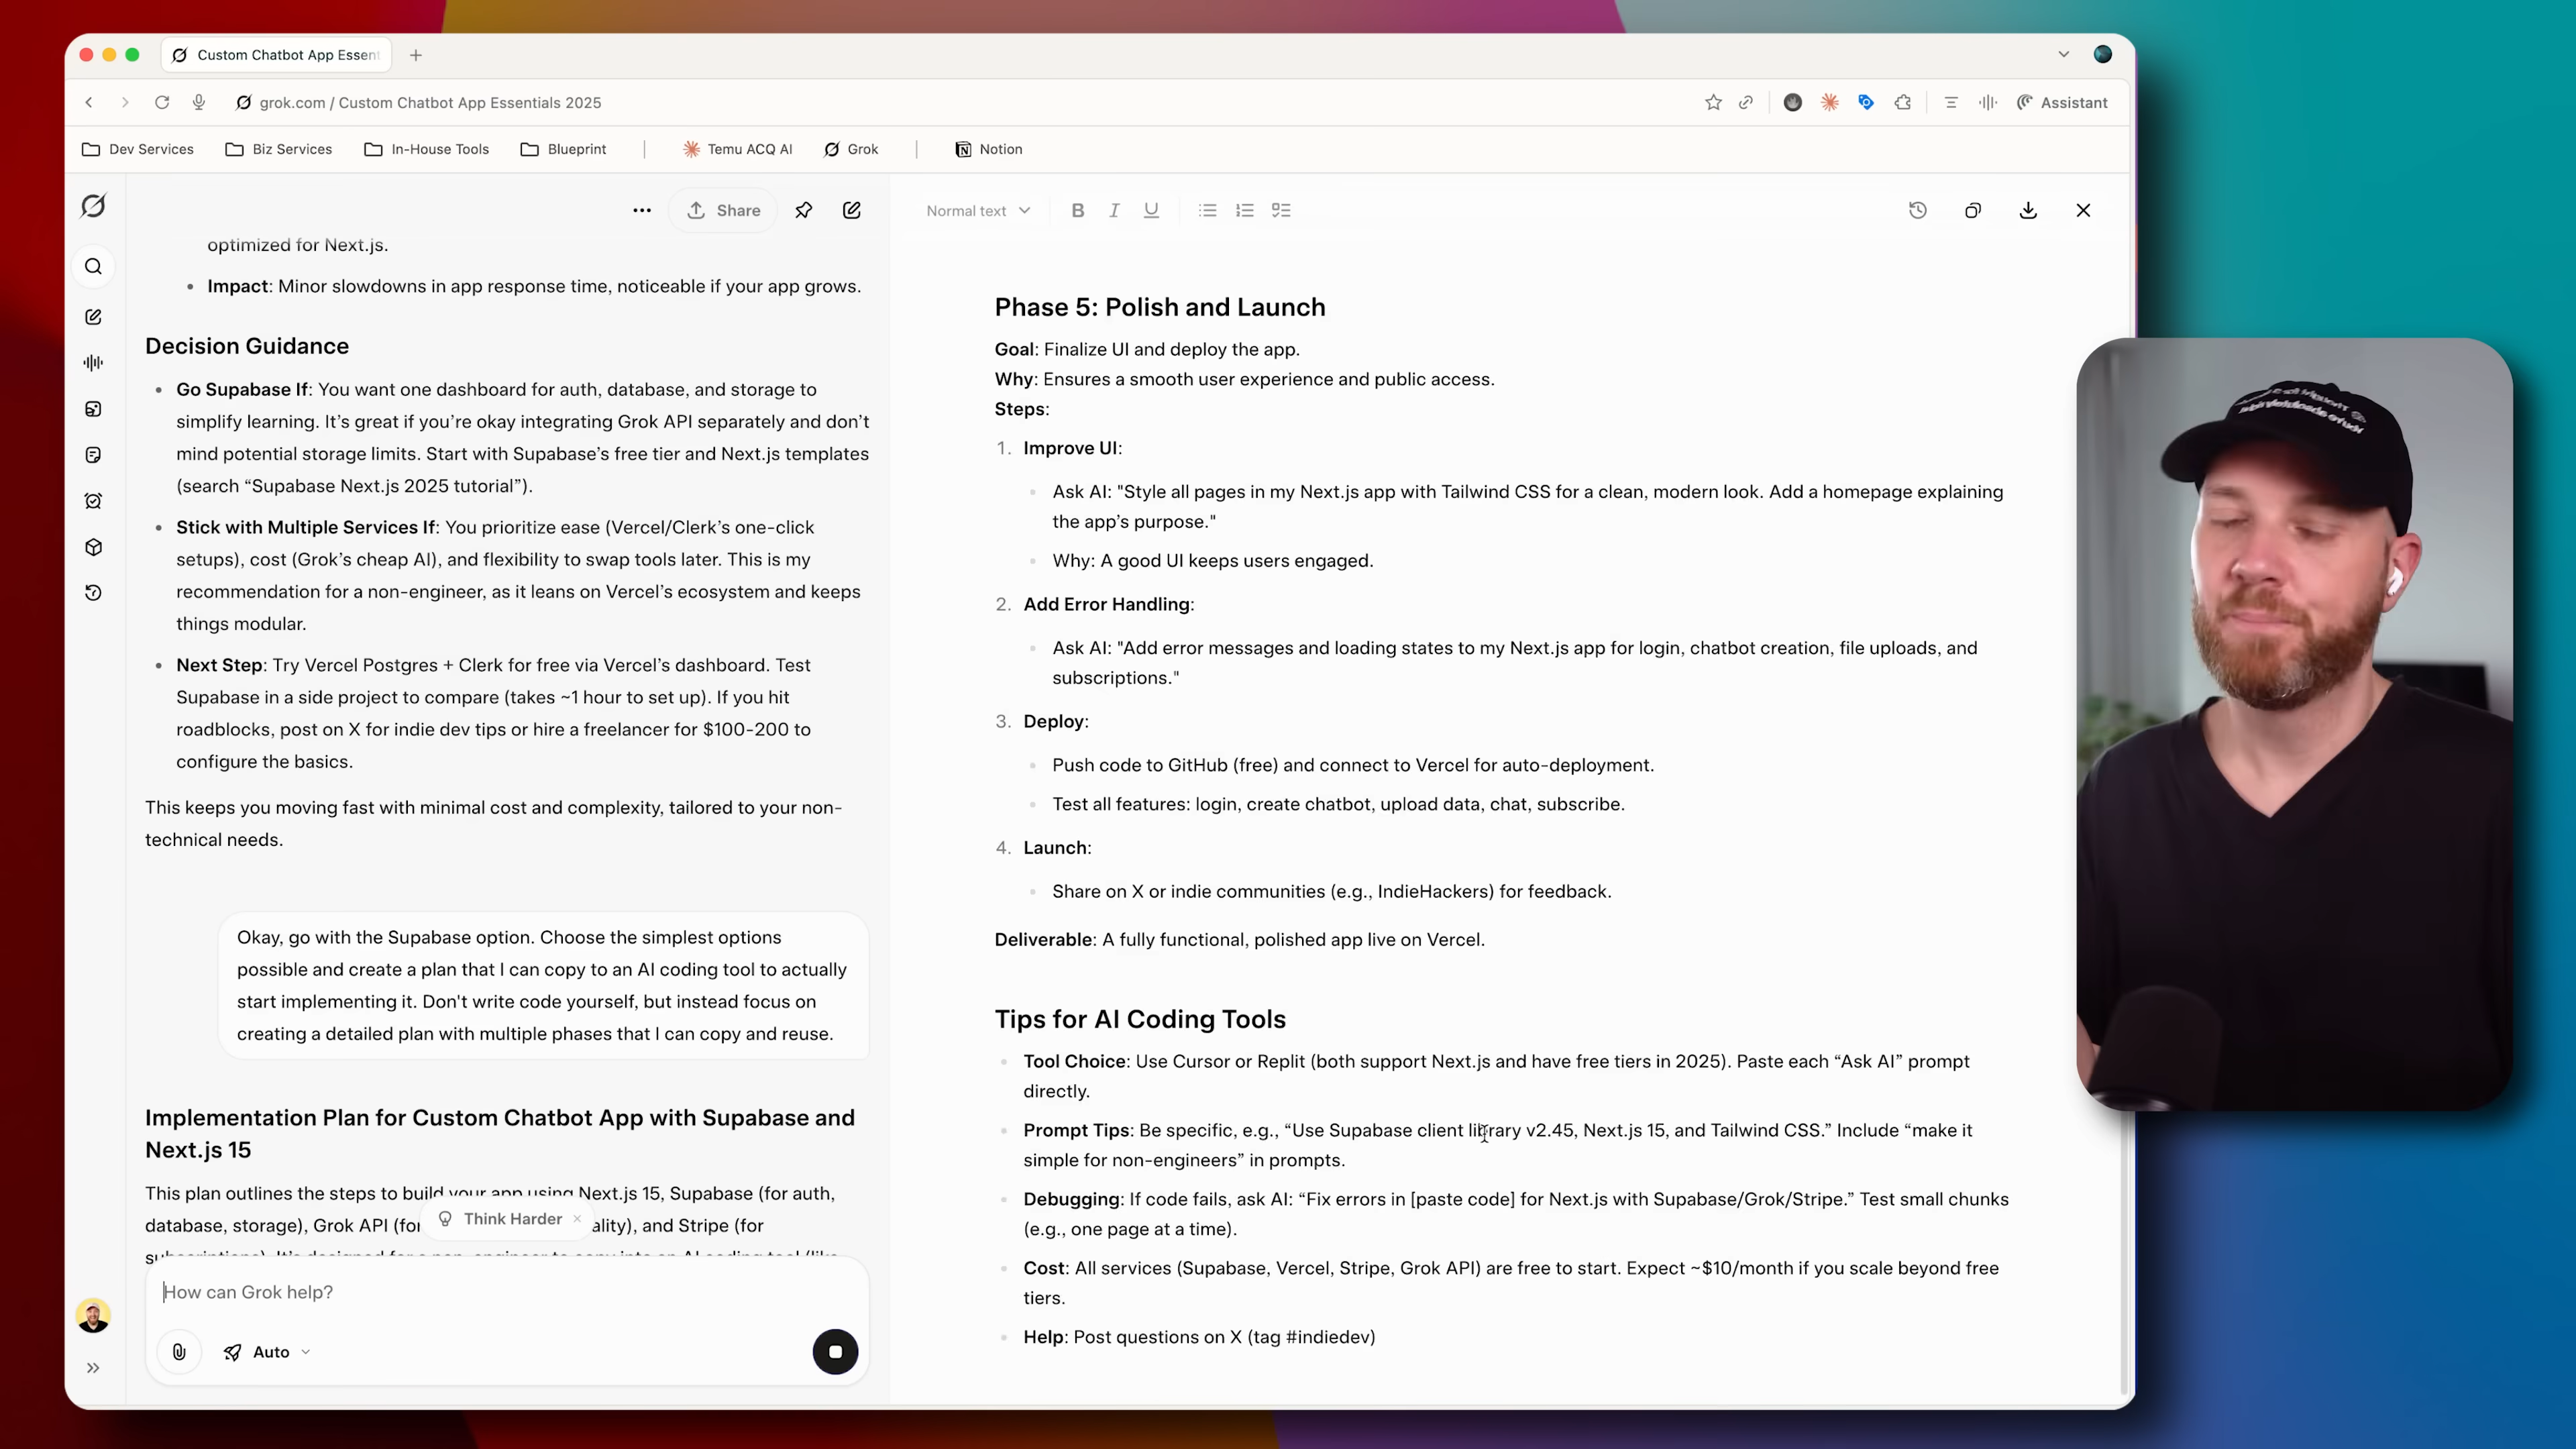 Custom Chatbot App Essent
grok.com / Custom Chatbot App Essentials 2025
Assistant
Dev Services
Biz Services
In-House Tools
Blueprint
Temu ACQ AI
Grok
Notion
Share
optimized for Next.js.
Impact: Minor slowdowns in app response time, noticeable if your app grows.
Decision Guidance
Go Supabase If: You want one dashboard for auth, database, and storage to
simplify learning. It’s great if you’re okay integrating Grok API separately and don’t
mind potential storage limits. Start with Supabase’s free tier and Next.js templates
(search “Supabase Next.js 2025 tutorial”).
Stick with Multiple Services If: You prioritize ease (Vercel/Clerk’s one-click
setups), cost (Grok’s cheap AI), and flexibility to swap tools later. This is my
recommendation for a non-engineer, as it leans on Vercel’s ecosystem and keeps
things modular.
Next Step: Try Vercel Postgres + Clerk for free via Vercel’s dashboard. Test
Supabase in a side project to compare (takes ~1 hour to set up). If you hit
roadblocks, post on X for indie dev tips or hire a freelancer for $100-200 to
configure the basics.
This keeps you moving fast with minimal cost and complexity, tailored to your non-
technical needs.
Okay, go with the Supabase option. Choose the simplest options
possible and create a plan that I can copy to an AI coding tool to actually
start implementing it. Don't write code yourself, but instead focus on
creating a detailed plan with multiple phases that I can copy and reuse.
Implementation Plan for Custom Chatbot App with Supabase and
Next.js 15
This plan outlines the steps to build your app using Next.js 15, Supabase (for auth,
database, storage), Grok API (for
ality), and Stripe (for
Think Harder
How can Grok help?
Auto
Normal text
B I U
Phase 5: Polish and Launch
Goal: Finalize UI and deploy the app.
Why: Ensures a smooth user experience and public access.
Steps:
1. Improve UI:
Ask AI: "Style all pages in my Next.js app with Tailwind CSS for a clean, modern look. Add a homepage explaining
the app’s purpose."
Why: A good UI keeps users engaged.
2. Add Error Handling:
Ask AI: "Add error messages and loading states to my Next.js app for login, chatbot creation, file uploads, and
subscriptions."
3. Deploy:
Push code to GitHub (free) and connect to Vercel for auto-deployment.
Test all features: login, create chatbot, upload data, chat, subscribe.
4. Launch:
Share on X or indie communities (e.g., IndieHackers) for feedback.
Deliverable: A fully functional, polished app live on Vercel.
Tips for AI Coding Tools
Tool Choice: Use Cursor or Replit (both support Next.js and have free tiers in 2025). Paste each “Ask AI” prompt
directly.
Prompt Tips: Be specific, e.g., “Use Supabase client library v2.45, Next.js 15, and Tailwind CSS.” Include “make it
simple for non-engineers” in prompts.
Debugging: If code fails, ask AI: “Fix errors in [paste code] for Next.js with Supabase/Grok/Stripe.” Test small chunks
(e.g., one page at a time).
Cost: All services (Supabase, Vercel, Stripe, Grok API) are free to start. Expect ~$10/month if you scale beyond free
tiers.
Help: Post questions on X (tag #indiedev)